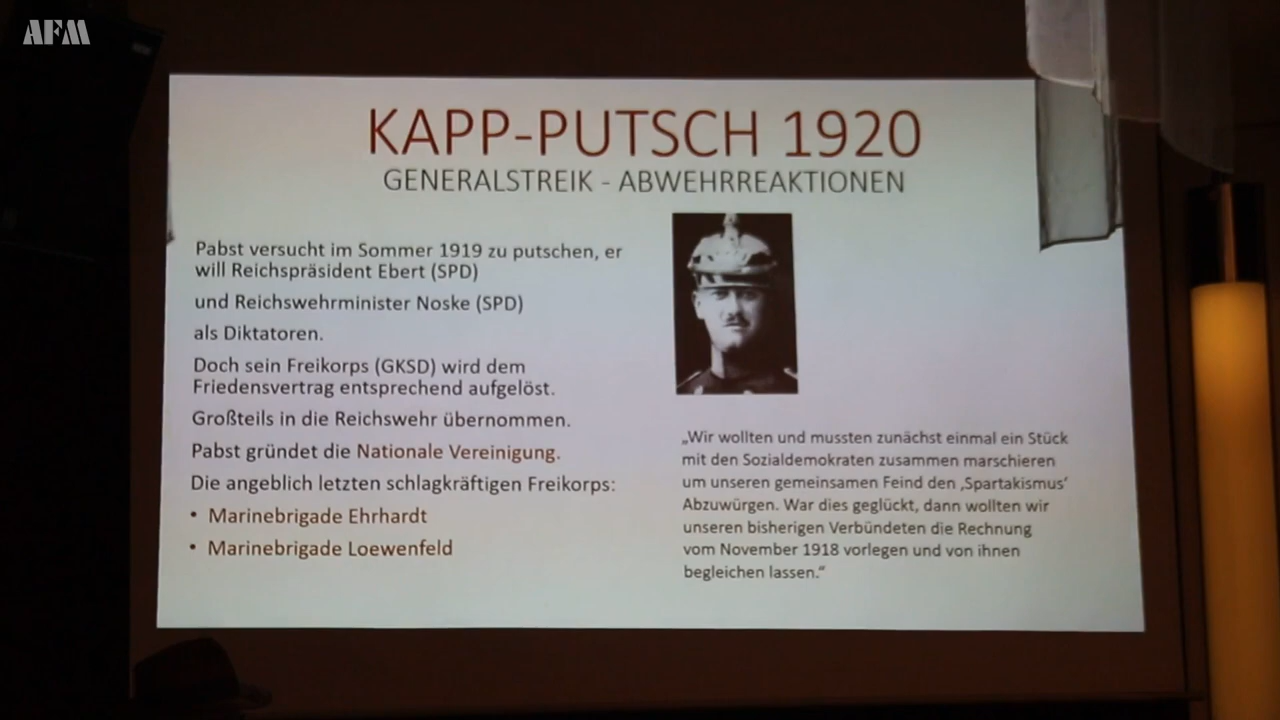 AFM
KAPP-PUTSCH 1920
GENERALSTREIK - ABWEHRREAKTIONEN
Pabst versucht im Sommer 1919 zu putschen, er
will Reichspräsident Ebert (SPD)
und Reichswehrminister Noske (SPD)
als Diktatoren.
Doch sein Freikorps (GKSD) wird dem
Friedensvertrag entsprechend aufgelöst.
Großteils in die Reichswehr übernommen.
Pabst gründet die Nationale Vereinigung.
Die angeblich letzten schlagkräftigen Freikorps:
• Marinebrigade Ehrhardt
• Marinebrigade Loewenfeld
„Wir wollten und mussten zunächst einmal ein Stück
mit den Sozialdemokraten zusammen marschieren
um unseren gemeinsamen Feind den ‚Spartakismus‘
Abzuwürgen. War dies geglückt, dann wollten wir
unseren bisherigen Verbündeten die Rechnung
vom November 1918 vorlegen und von ihnen
begleichen lassen.“